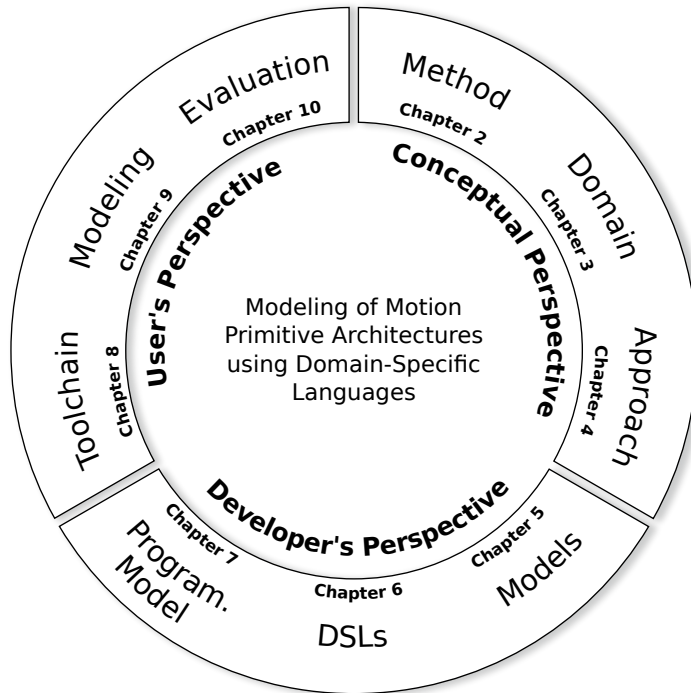 Method
Chapter 2
Domain
Chapter 3
Approach
Chapter 4
Conceptual Perspective
Models
Chapter 5
DSLs
Chapter 6
Program.
Model
Chapter 7
Developer's Perspective
Toolchain
Chapter 8
Modeling
Chapter 9
Evaluation
Chapter 10
User's Perspective
Modeling of Motion
Primitive Architectures
using Domain-Specific
Languages